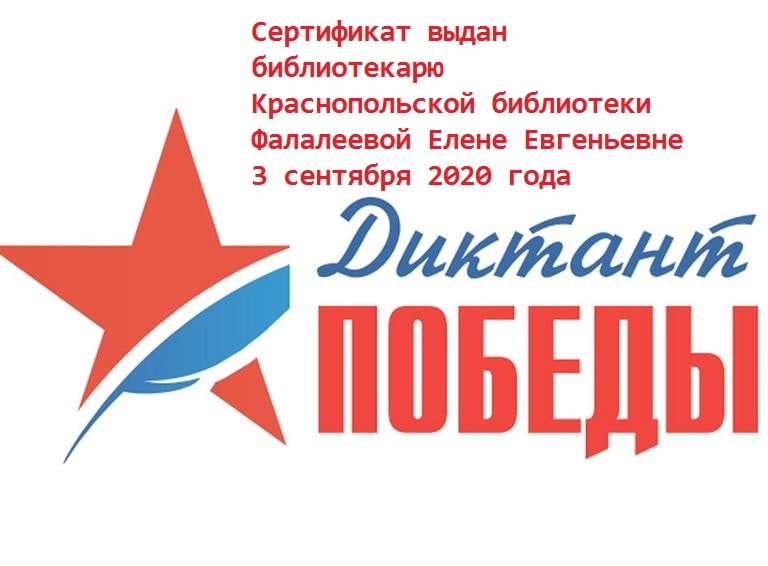 Сертификат выдан
библиотекарю
Краснопольской библиотеки
Фалалеевой Елене Евгеньевне
3 сентября 2020 года
Диктант
ПОБЕДЫ